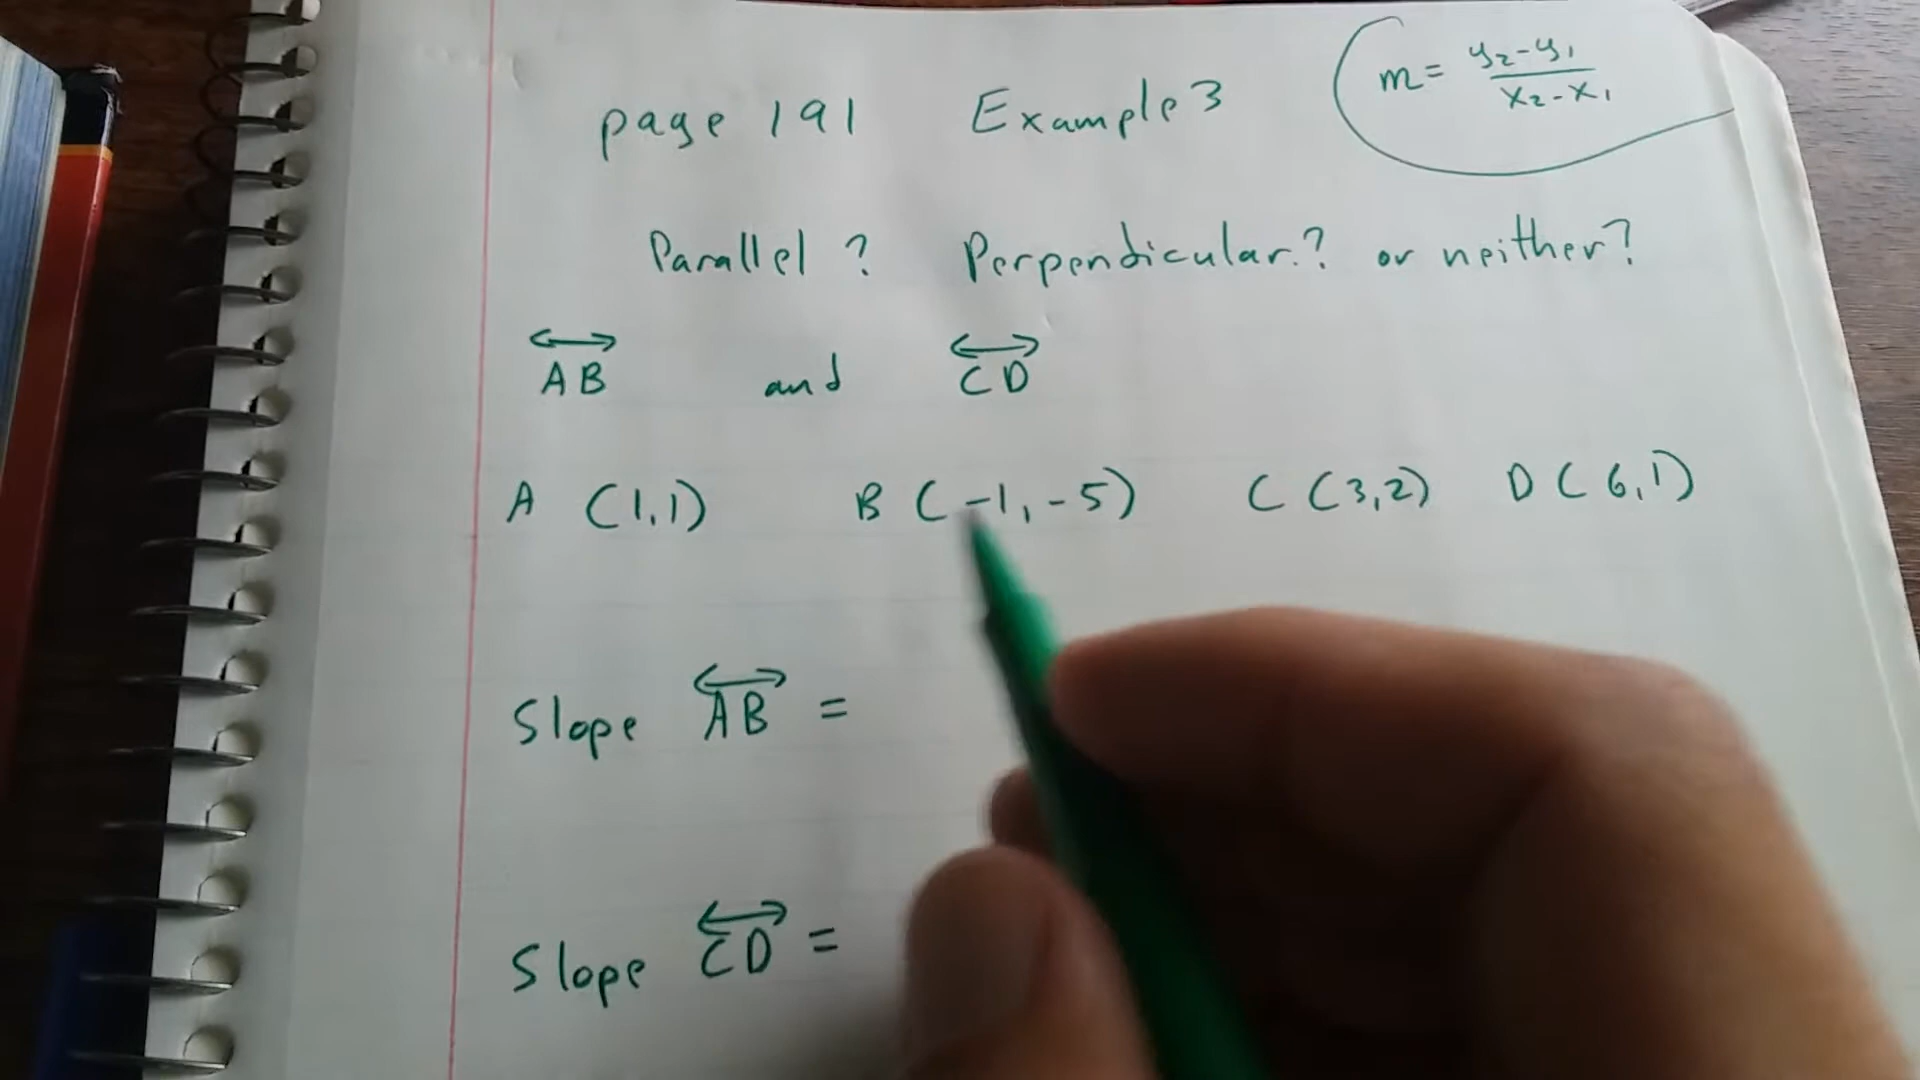 page 191 Example 3
m = y₂-y₁ / x₂-x₁
Parallel ? Perpendicular.? or neither?
AB and CD
A (1,1) B (-1,-5) C (3,2) D (6,1)
Slope AB =
Slope CD =